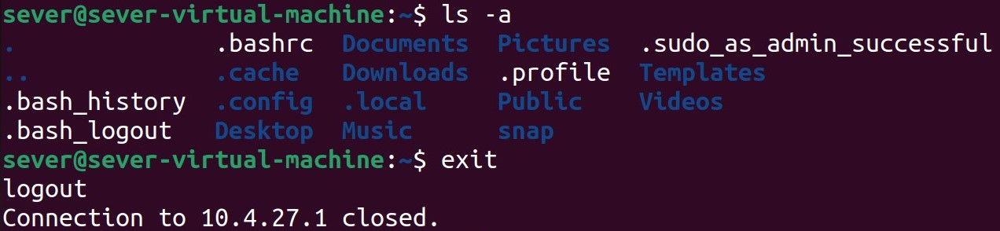 sever@sever-virtual-machine:~$ ls -a
. .bashrc Documents Pictures .sudo_as_admin_successful
.. .cache Downloads .profile Templates
.bash_history .config .local Public Videos
.bash_logout Desktop Music snap
sever@sever-virtual-machine:~$ exit
logout
Connection to 10.4.27.1 closed.